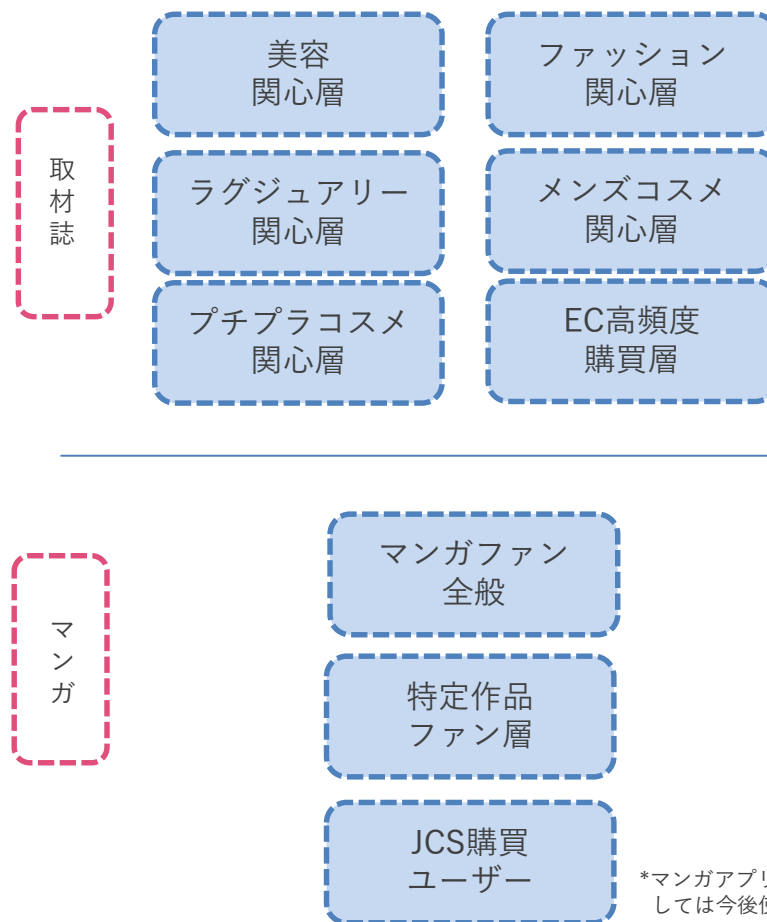 取材誌
美容
関心層
ファッション
関心層
ラグジュアリー
関心層
メンズコスメ
関心層
プチプラコスメ
関心層
EC高頻度
購買層
マンガ
マンガファン
全般
特定作品
ファン層
JCS購買
ユーザー
*マンガアプリ
しては今後